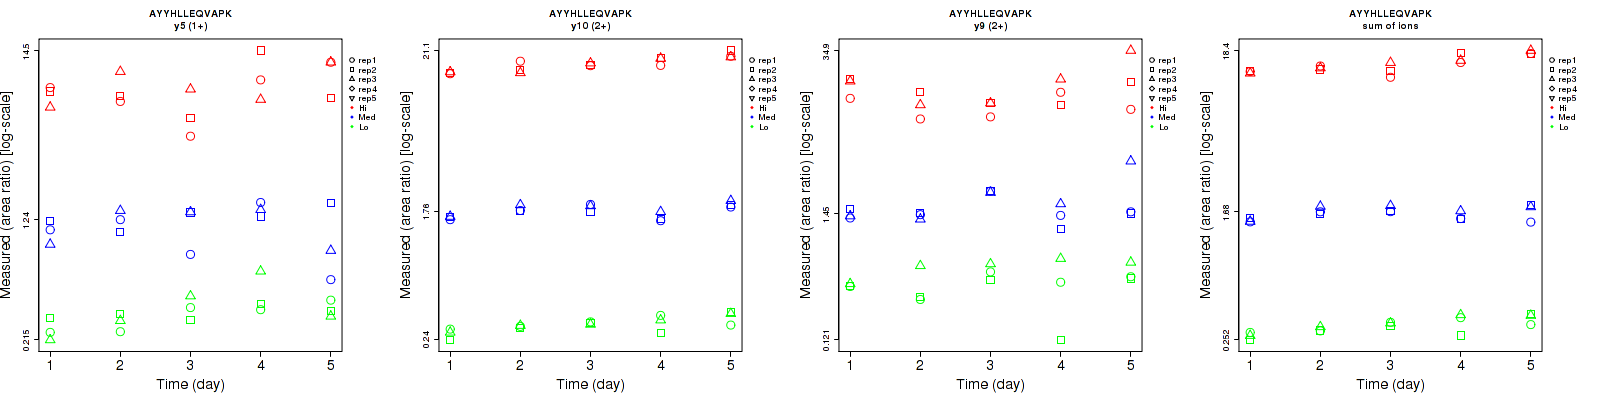 AYYHLLEQVAPK
y5 (1+)
Measured (area ratio) [log-scale]
14.5
1.24
0.215
1 2 3 4 5
Time (day)
rep1
rep2
rep3
rep4
rep5
Hi
Med
Lo
AYYHLLEQVAPK
y10 (2+)
Measured (area ratio) [log-scale]
21.1
1.76
0.24
1 2 3 4 5
Time (day)
rep1
rep2
rep3
rep4
rep5
Hi
Med
Lo
AYYHLLEQVAPK
y9 (2+)
Measured (area ratio) [log-scale]
34.9
1.45
0.121
1 2 3 4 5
Time (day)
rep1
rep2
rep3
rep4
rep5
Hi
Med
Lo
AYYHLLEQVAPK
sum of ions
Measured (area ratio) [log-scale]
18.4
1.68
0.252
1 2 3 4 5
Time (day)
rep1
rep2
rep3
rep4
rep5
Hi
Med
Lo